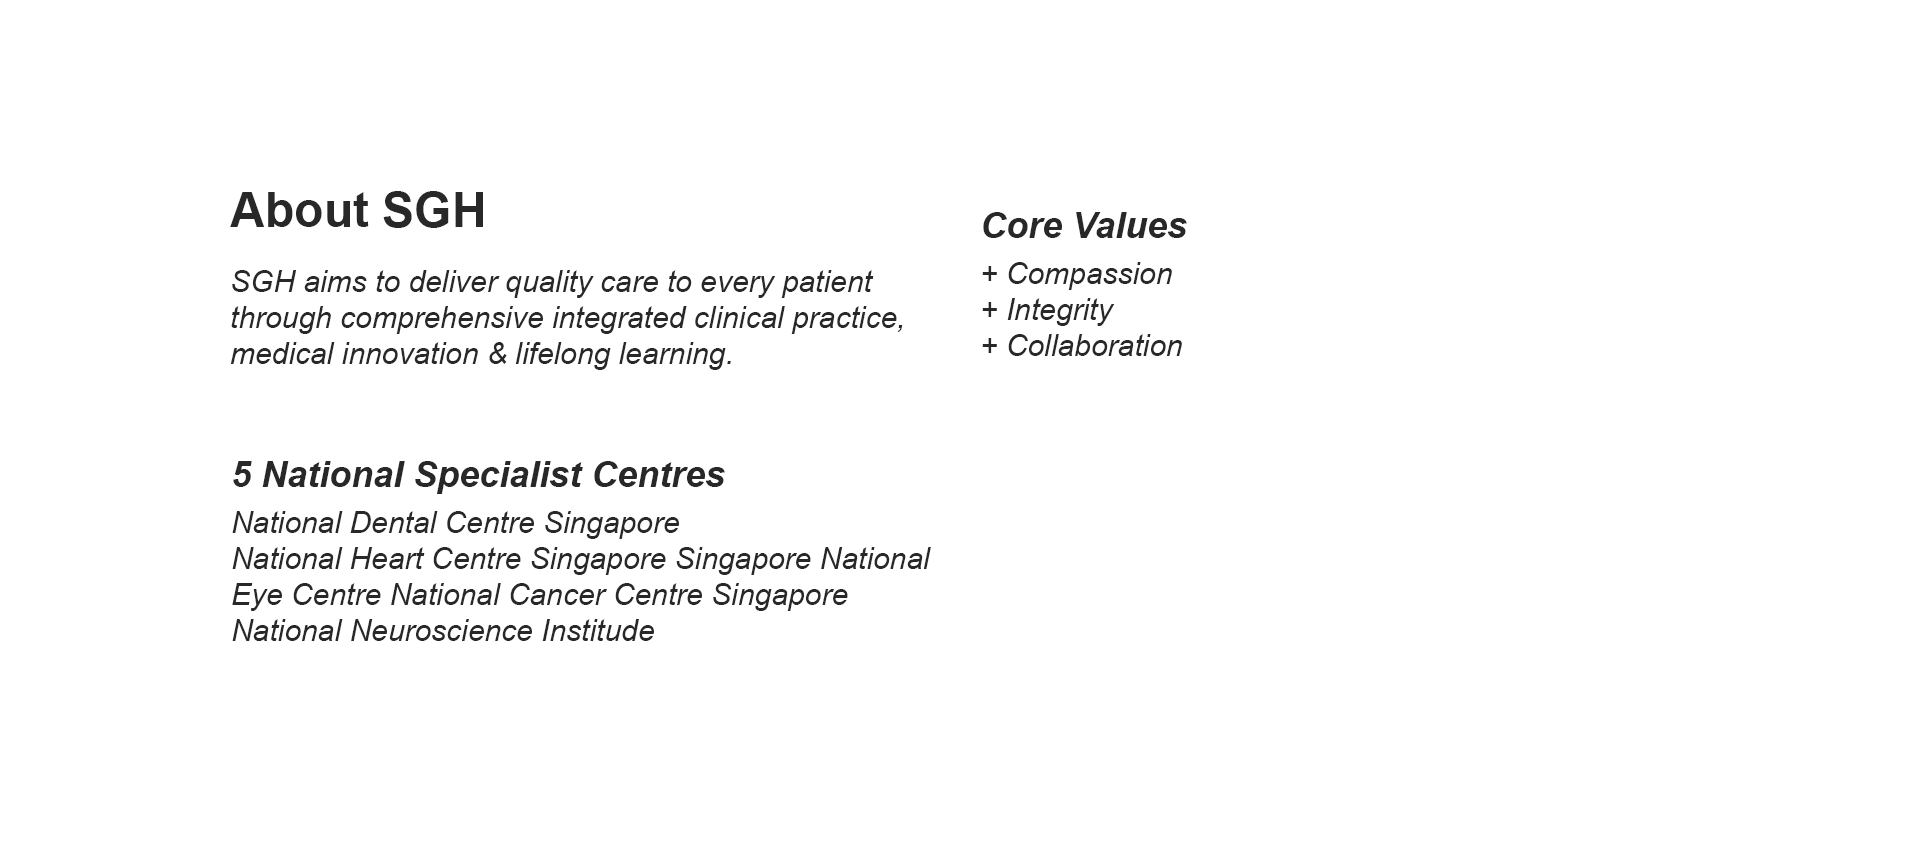 About SGH
SGH aims to deliver quality care to every patient
through comprehensive integrated clinical practice,
medical innovation & lifelong learning.
Core Values
+ Compassion
+ Integrity
+ Collaboration
5 National Specialist Centres
National Dental Centre Singapore
National Heart Centre Singapore Singapore National
Eye Centre National Cancer Centre Singapore
National Neuroscience Institude